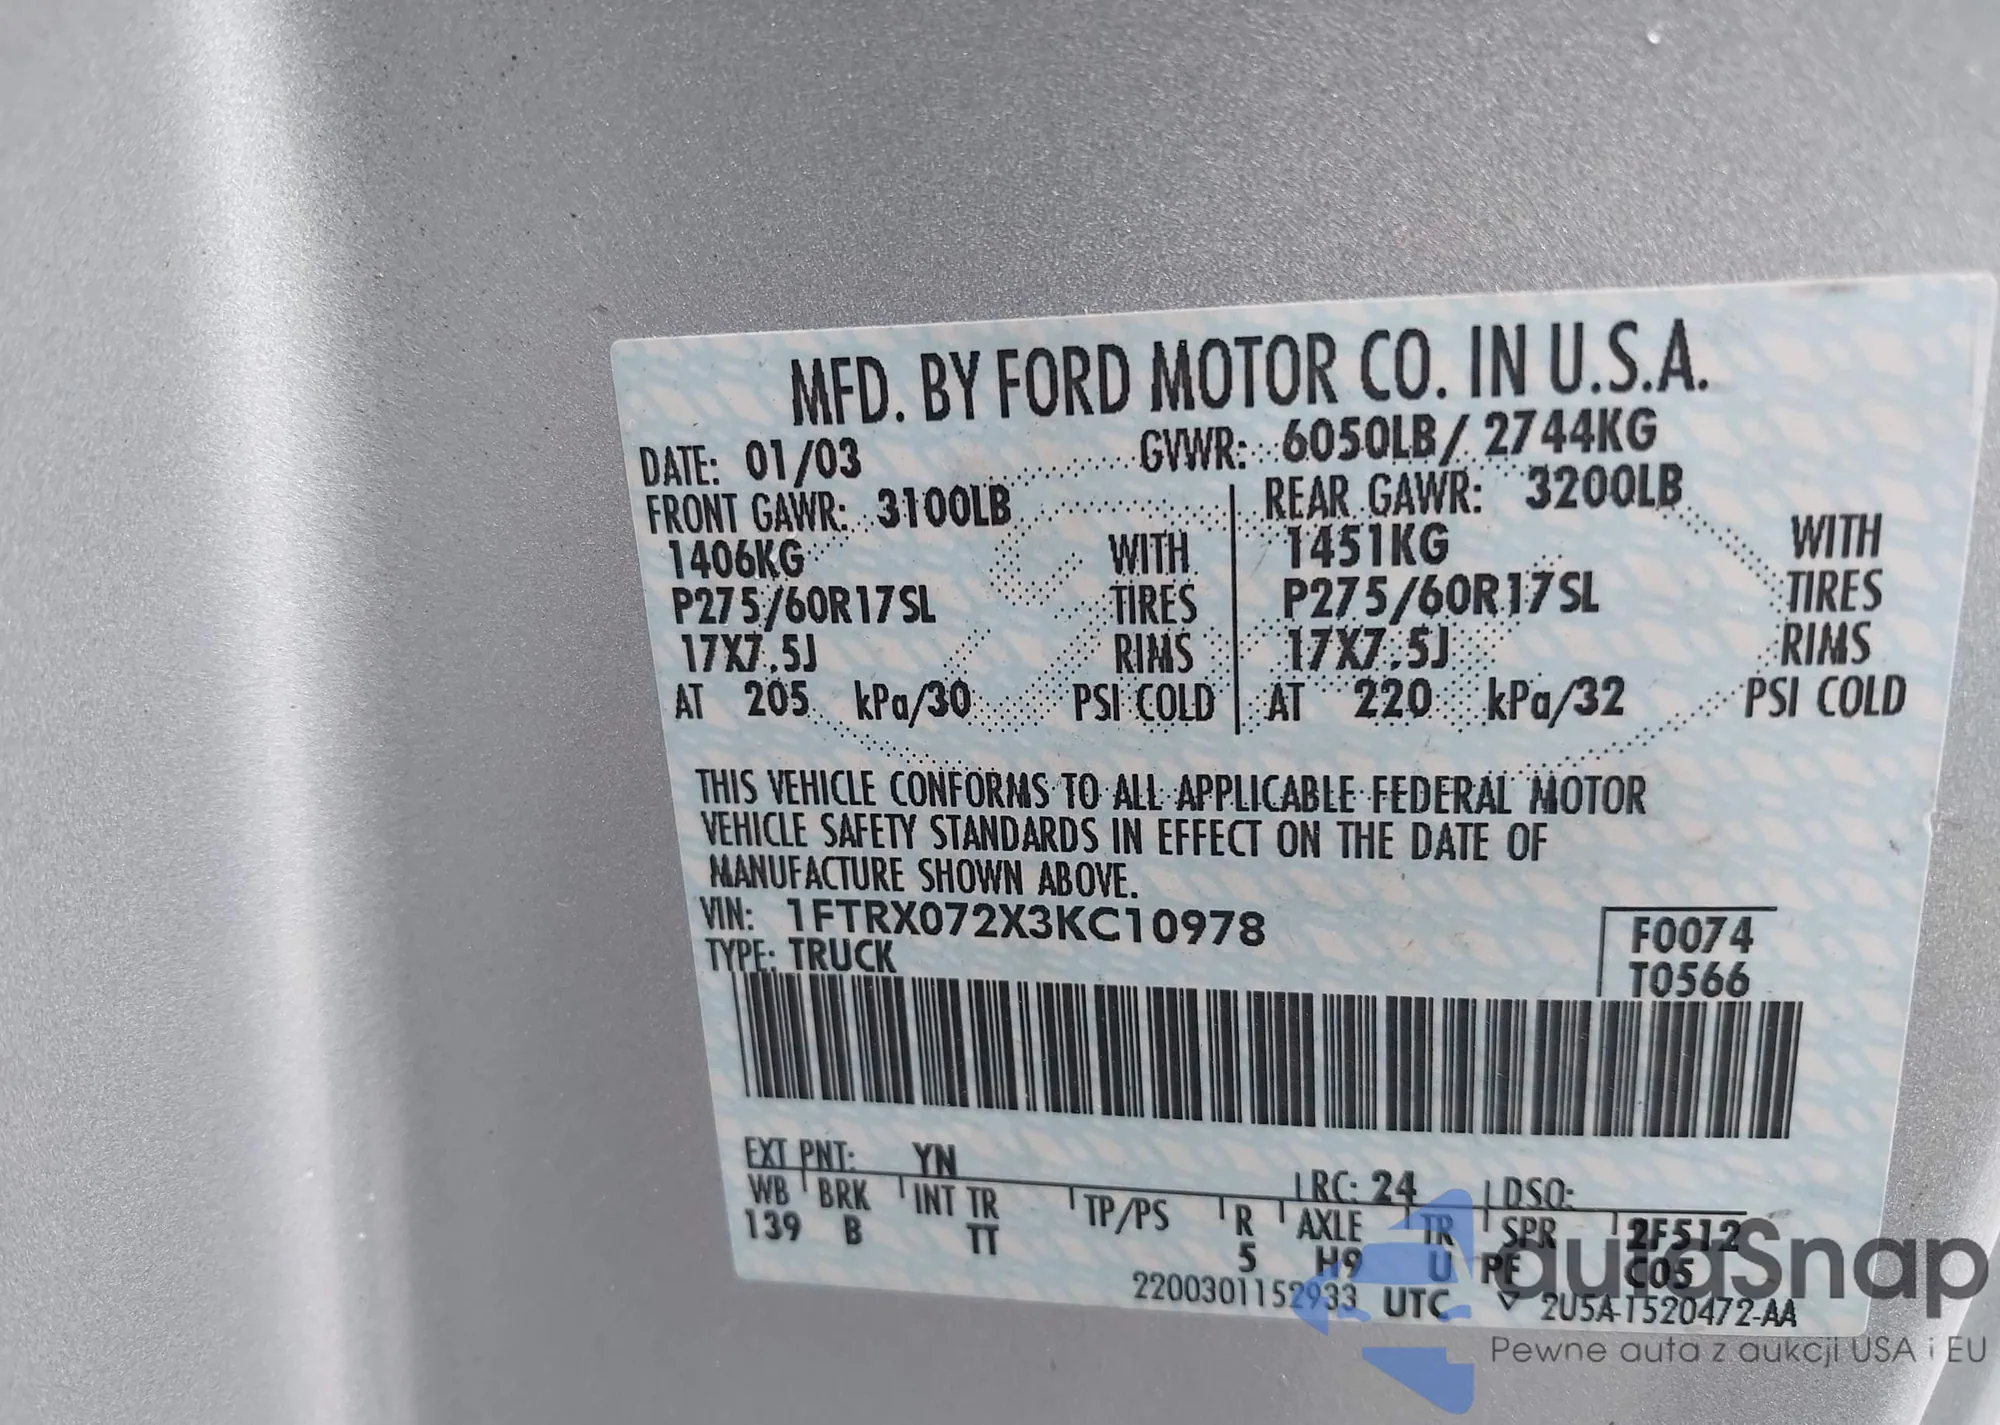 MFD. BY FORD MOTOR CO. IN U.S.A.
DATE: 01/03 GVWR: 6050LB/ 2744KG
FRONT GAWR: 3100LB REAR GAWR: 3200LB
1406KG WITH 1451KG WITH
P275/60R17SL TIRES P275/60R17SL TIRES
17X7.5J RIMS 17X7.5J RIMS
AT 205 kPa/30 PSI COLD AT 220 kPa/32 PSI COLD
THIS VEHICLE CONFORMS TO ALL APPLICABLE FEDERAL MOTOR
VEHICLE SAFETY STANDARDS IN EFFECT ON THE DATE OF
MANUFACTURE SHOWN ABOVE.
VIN: 1FTRX072X3KC10978 F0074
TYPE: TRUCK T0566
EXT PNT: YN RC: 24 DSO:
WB BRK INT TR TP/PS R AXLE TR SPR 2F512
139 B TT 5 H9 U PE C05
2200301152933 UTC 2U5A-1520472-AA
autaSnap
Pewne auta z aukcji USA i EU